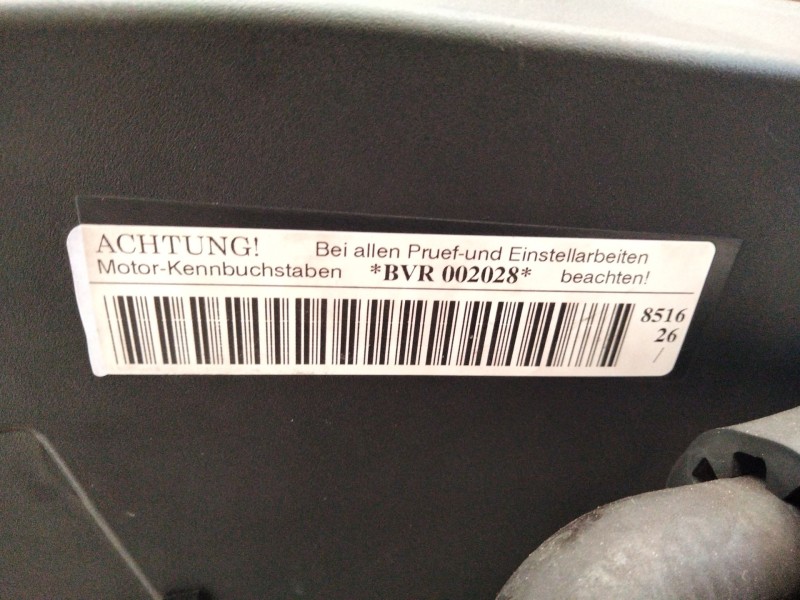 ACHTUNG! Bei allen Pruef-und Einstellarbeiten
Motor-Kennbuchstaben *BVR 002028* beachten!
8516
26
/